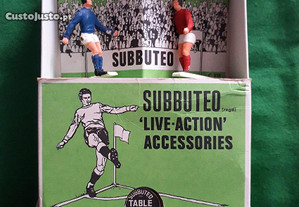 CustoJusto.pt
SUBBUTEO
SUBBUTEO
'LIVE-ACTION'
ACCESSORIES
SUBBUTEO
TABLE